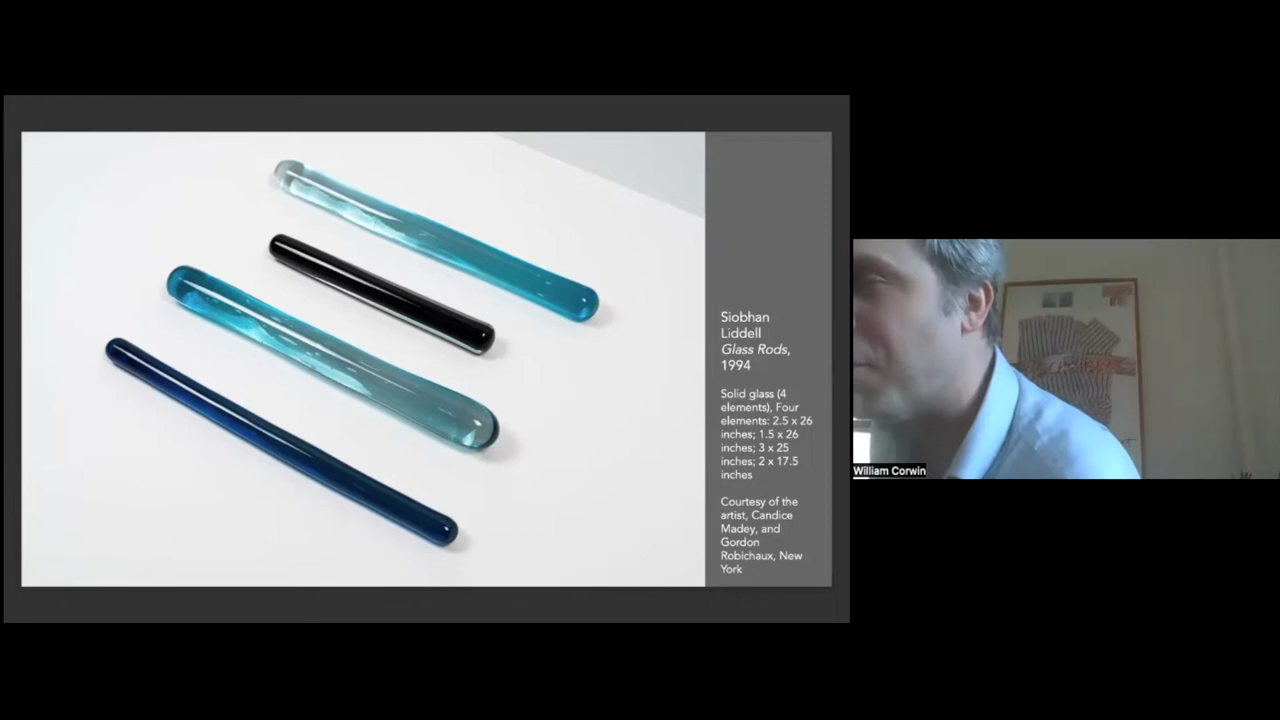 Siobhan
Liddell
Glass Rods,
1994
Solid glass (4
elements), Four
elements: 2.5 x 26
inches; 1.5 x 26
inches; 3 x 25
inches; 2 x 17.5
inches
Courtesy of the
artist, Candice
Madey, and
Gordon
Robichaux, New
York
William Corwin